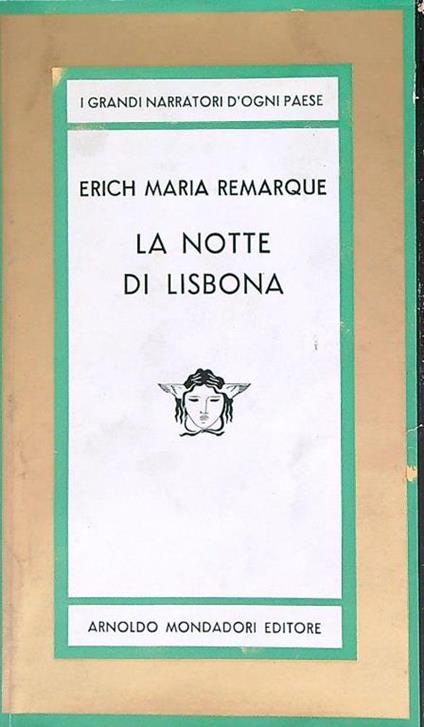 I GRANDI NARRATORI D'OGNI PAESE
ERICH MARIA REMARQUE
LA NOTTE
DI LISBONA
ARNOLDO MONDADORI EDITORE